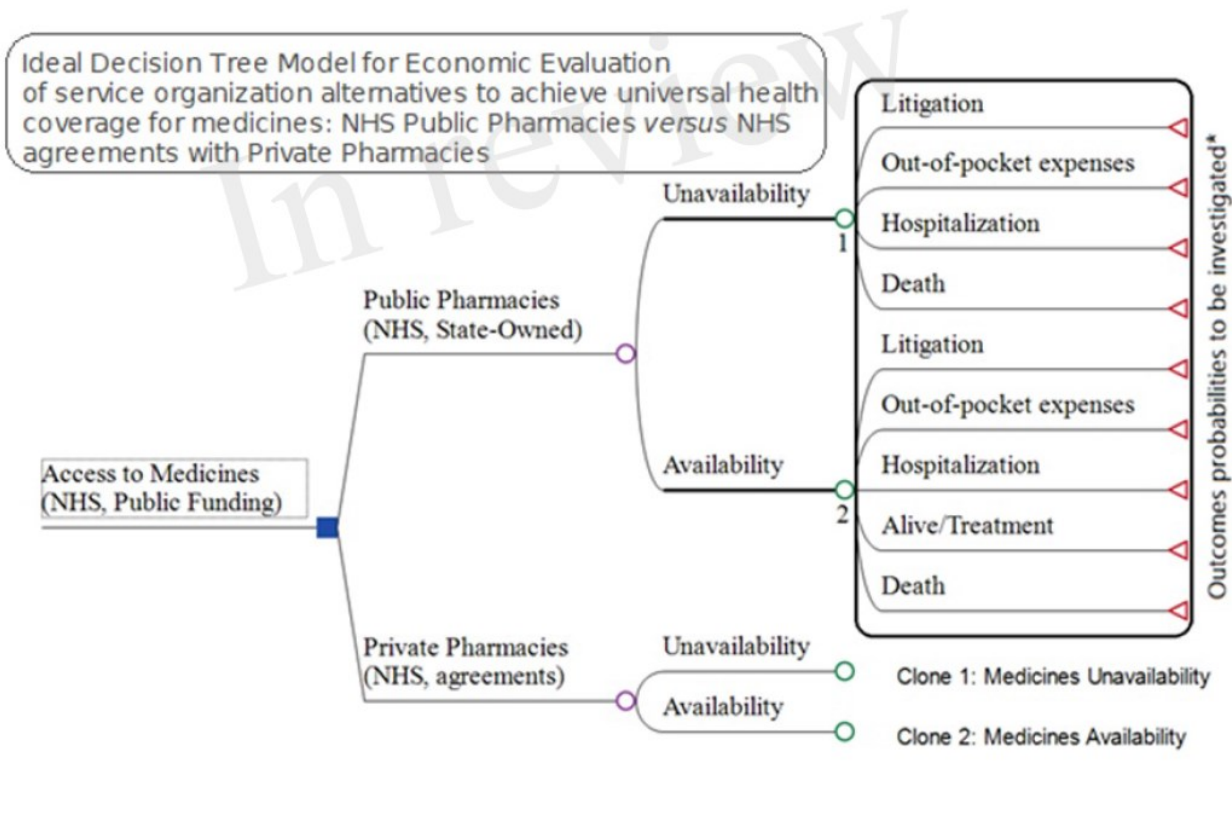 Ideal Decision Tree Model for Economic Evaluation
of service organization alternatives to achieve universal health
coverage for medicines: NHS Public Pharmacies versus NHS
agreements with Private Pharmacies
In review
Access to Medicines
(NHS, Public Funding)
Public Pharmacies
(NHS, State-Owned)
Unavailability
1
Litigation
Out-of-pocket expenses
Hospitalization
Death
Availability
2
Litigation
Out-of-pocket expenses
Hospitalization
Alive/Treatment
Death
Private Pharmacies
(NHS, agreements)
Unavailability
Clone 1: Medicines Unavailability
Availability
Clone 2: Medicines Availability
Outcomes probabilities to be investigated*